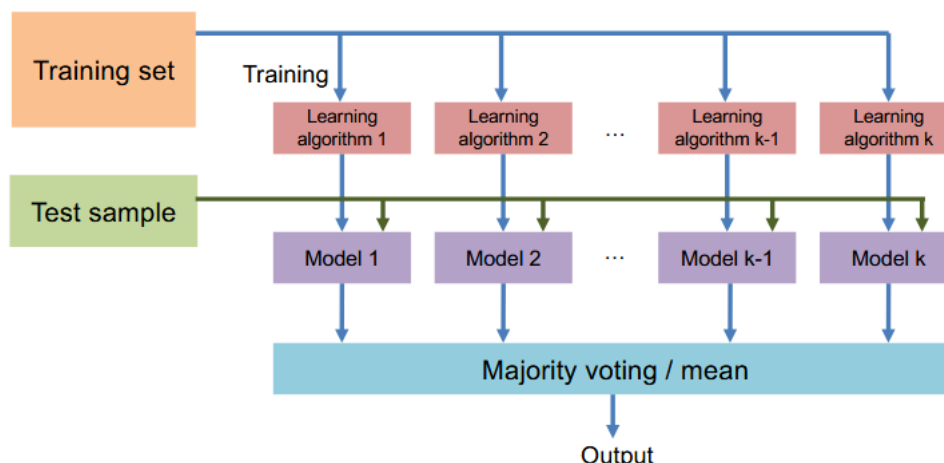 Training set
Training
Learning
algorithm 1
Learning
algorithm 2
...
Learning
algorithm k-1
Learning
algorithm k
Test sample
Model 1
Model 2
...
Model k-1
Model k
Majority voting / mean
Output